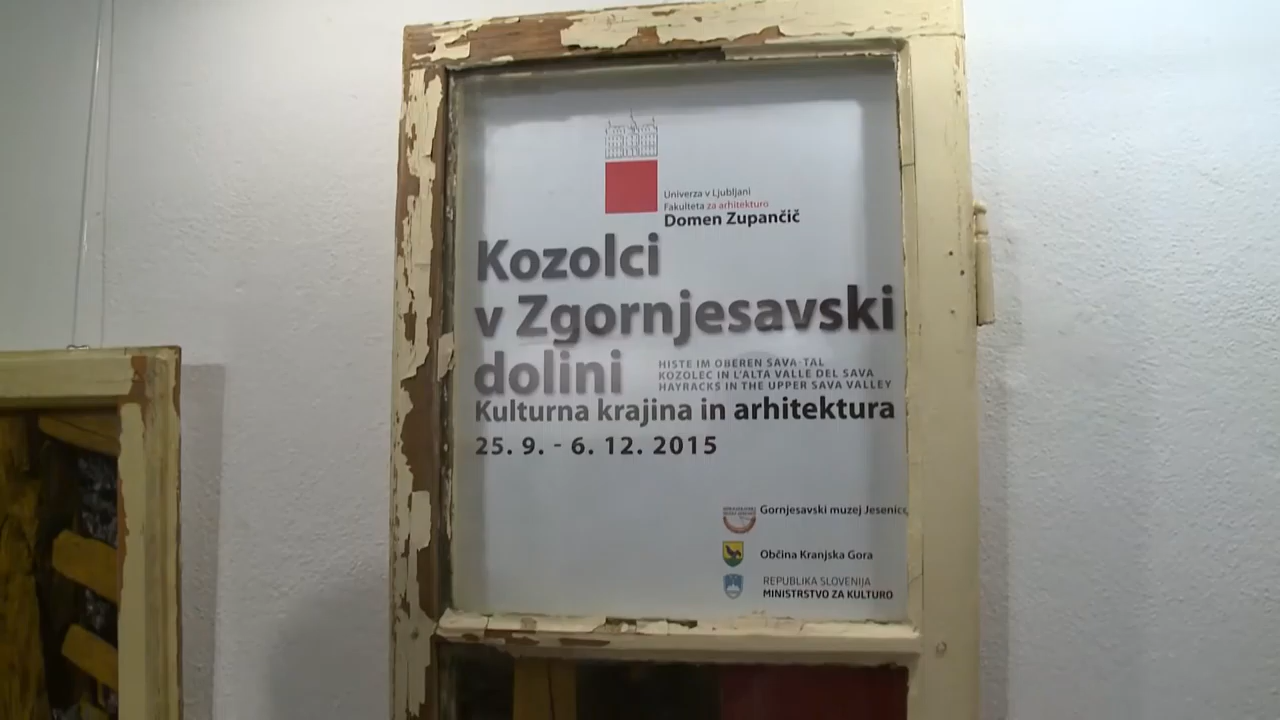 Univerza v Ljubljani
Fakulteta za arhitekturo
Domen Zupančič
Kozolci
v Zgornjesavski
dolini
HISTE IM OBEREN SAVA-TAL
KOZOLEC IN L'ALTA VALLE DEL SAVA
HAYRACKS IN THE UPPER SAVA VALLEY
Kulturna krajina in arhitektura
25. 9. - 6. 12. 2015
Gornjesavski muzej Jesenice
Občina Kranjska Gora
REPUBLIKA SLOVENIJA
MINISTRSTVO ZA KULTURO